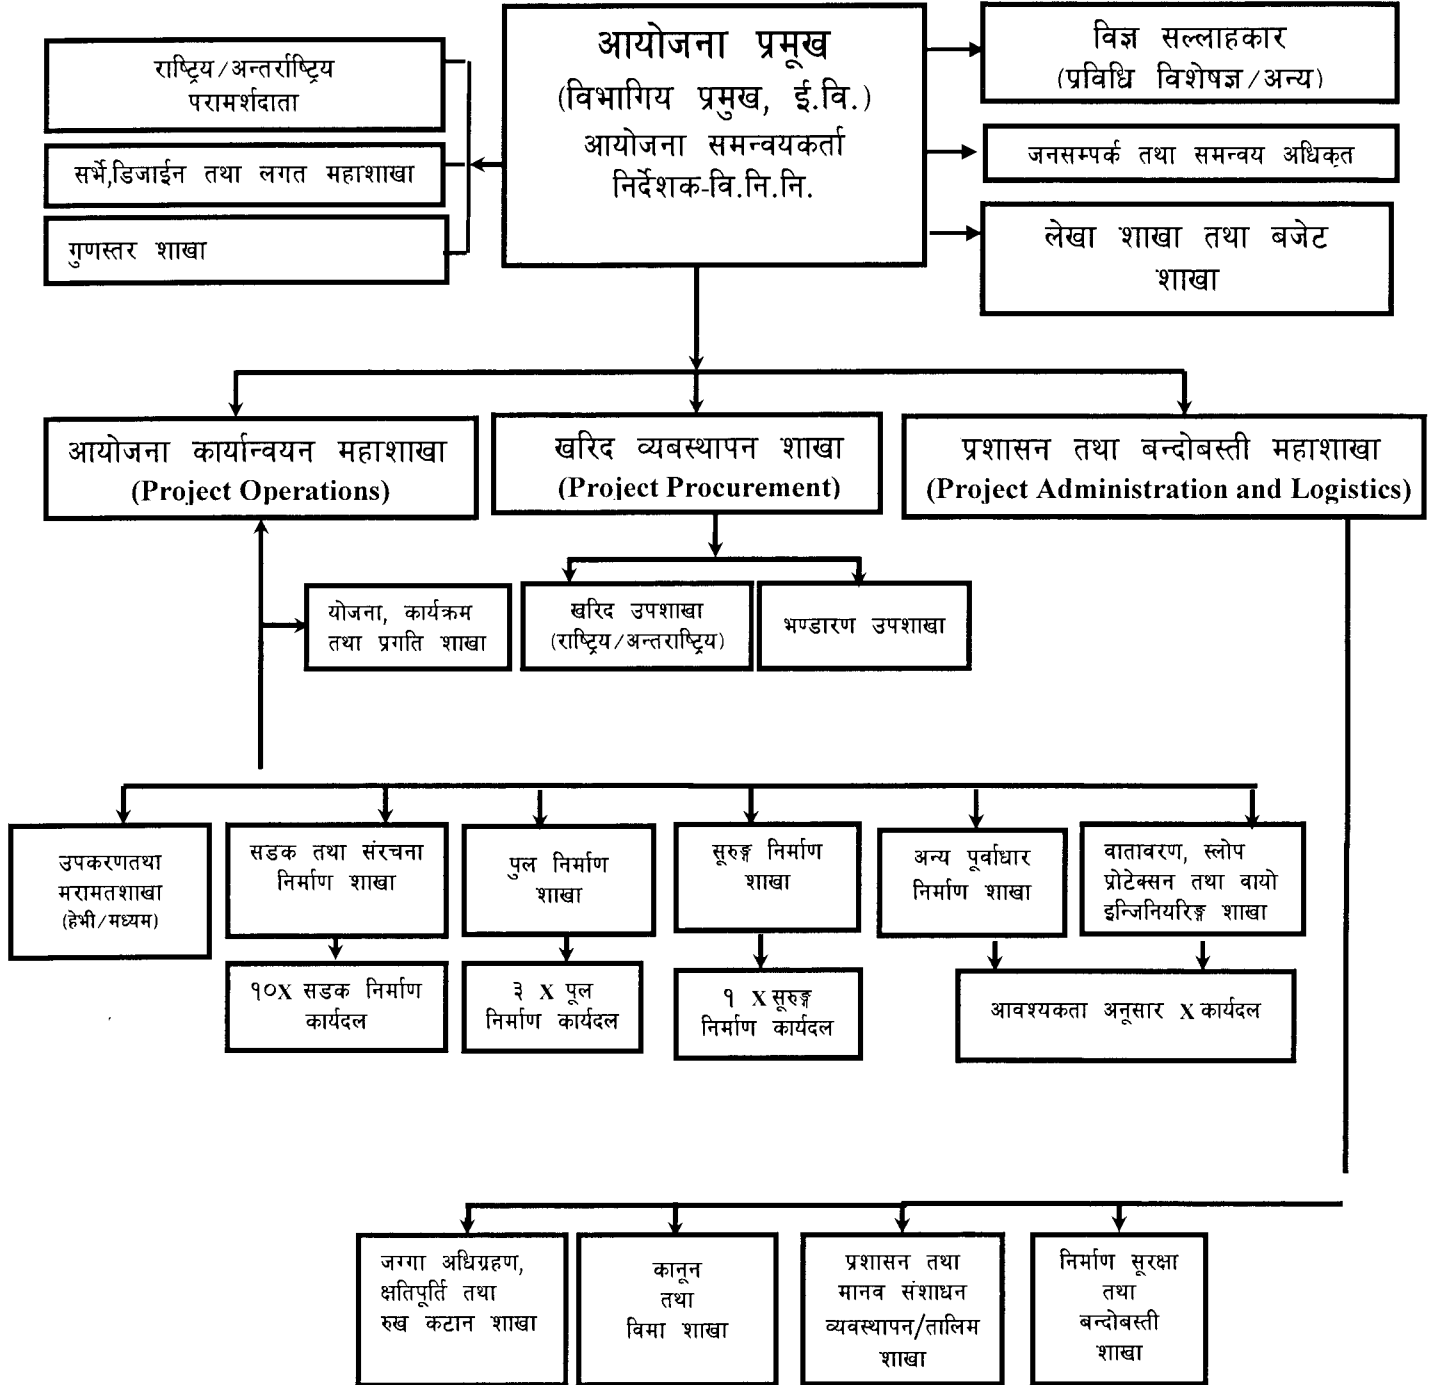 आयोजना प्रमूख
(विभागिय प्रमुख, ई.वि.)
आयोजना समन्वयकर्ता
निर्देशक-वि.नि.नि.
राष्ट्रिय/अन्तर्राष्ट्रिय
परामर्शदाता
सर्भे,डिजाईन तथा लगत महाशाखा
गुणस्तर शाखा
विज्ञ सल्लाहकार
(प्रविधि विशेषज्ञ/अन्य)
जनसम्पर्क तथा समन्वय अधिकृत
लेखा शाखा तथा बजेट
शाखा
आयोजना कार्यान्वयन महाशाखा
(Project Operations)
खरिद व्यबस्थापन शाखा
(Project Procurement)
प्रशासन तथा बन्दोबस्ती महाशाखा
(Project Administration and Logistics)
योजना, कार्यक्रम
तथा प्रगति शाखा
खरिद उपशाखा
(राष्ट्रिय/अन्तराष्ट्रिय)
भण्डारण उपशाखा
उपकरणतथा
मरामतशाखा
(हेभी/मध्यम)
सडक तथा संरचना
निर्माण शाखा
पुल निर्माण
शाखा
सूरुङ्ग निर्माण
शाखा
अन्य पूर्वाधार
निर्माण शाखा
वातावरण, स्लोप
प्रोटेक्सन तथा वायो
इन्जिनियरिङ्ग शाखा
१०X सडक निर्माण
कार्यदल
३ X पूल
निर्माण कार्यदल
१ X सूरुङ्ग
निर्माण कार्यदल
आवश्यकता अनूसार X कार्यदल
जग्गा अधिग्रहण,
क्षतिपूर्ति तथा
रुख कटान शाखा
कानून
तथा
विमा शाखा
प्रशासन तथा
मानव संशाधन
व्यवस्थापन/तालिम
शाखा
निर्माण सूरक्षा
तथा
बन्दोबस्ती
शाखा